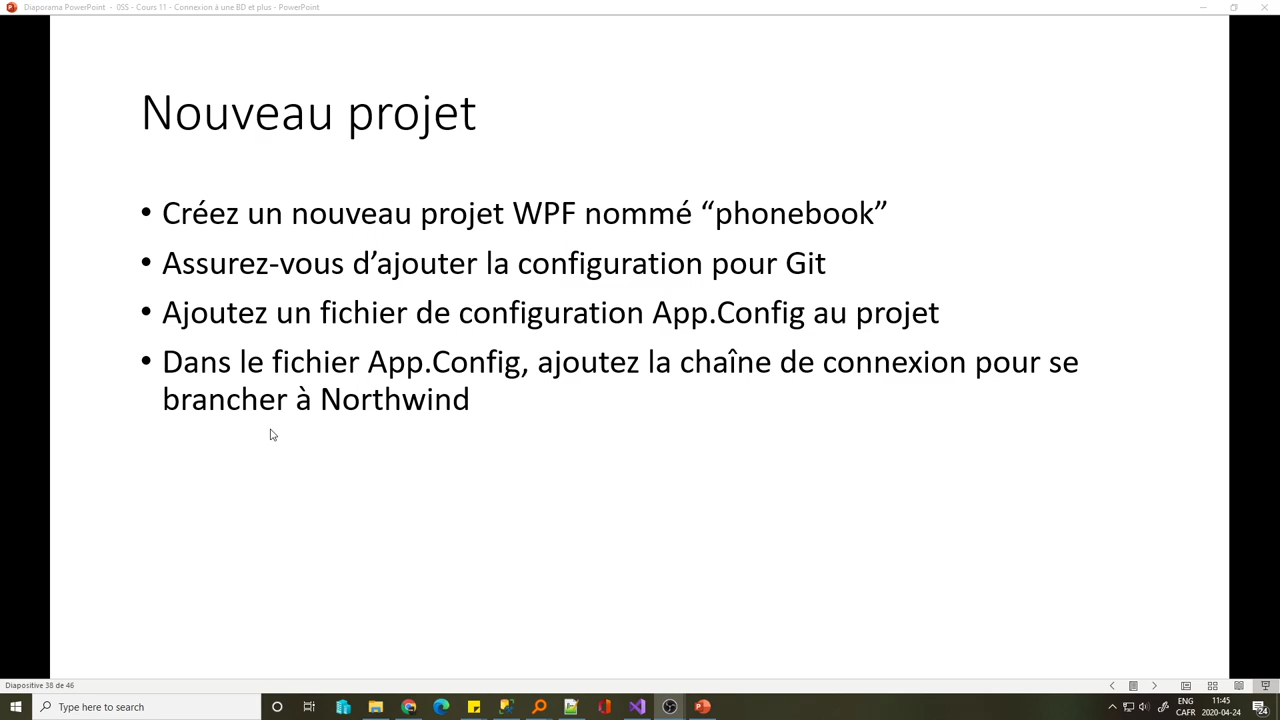 Diaporama PowerPoint - 0SS - Cours 11 - Connexion à une BD et plus - PowerPoint
Nouveau projet
• Créez un nouveau projet WPF nommé “phonebook”
• Assurez-vous d’ajouter la configuration pour Git
• Ajoutez un fichier de configuration App.Config au projet
• Dans le fichier App.Config, ajoutez la chaîne de connexion pour se
brancher à Northwind
Diapositive 38 de 46
Type here to search
ENG
CAFR
11:45
2020-04-24
24